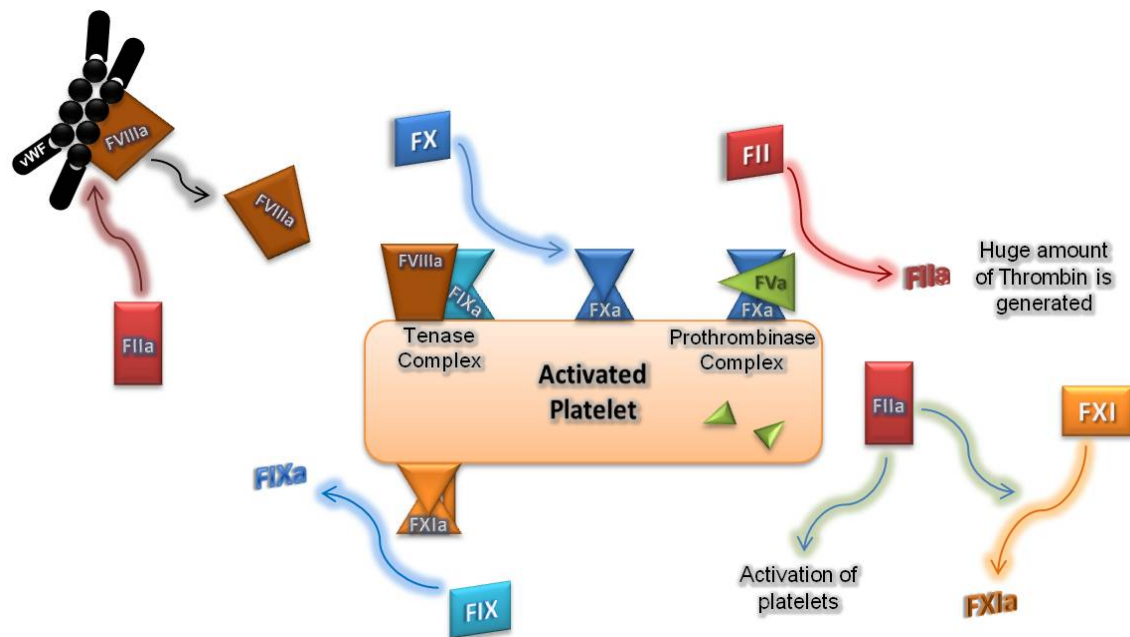 vWF
FVIIIa
FVIIIa
FIIa
FX
FII
FVIIIa
FIXa
FXa
FVa
FXa
FIIa
Huge amount
of Thrombin is
generated
Tenase
Complex
Prothrombinase
Complex
Activated
Platelet
FIIa
FXI
FIXa
FXIa
FIX
Activation of
platelets
FXIa